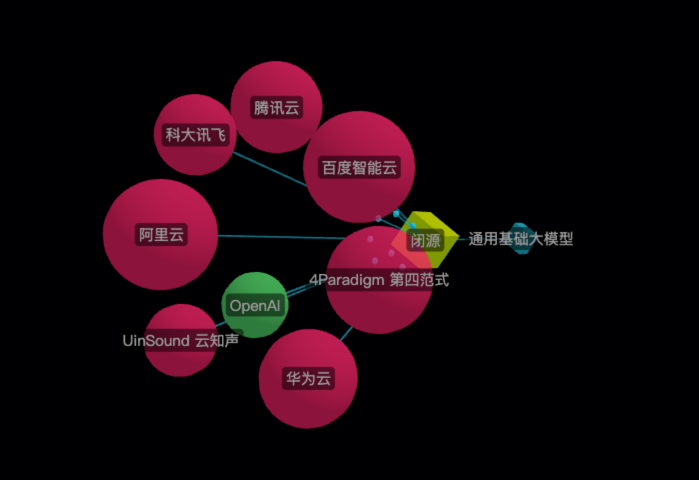 腾讯云
科大讯飞
百度智能云
阿里云
闭源
通用基础大模型
4Paradigm 第四范式
OpenAI
UinSound 云知声
华为云